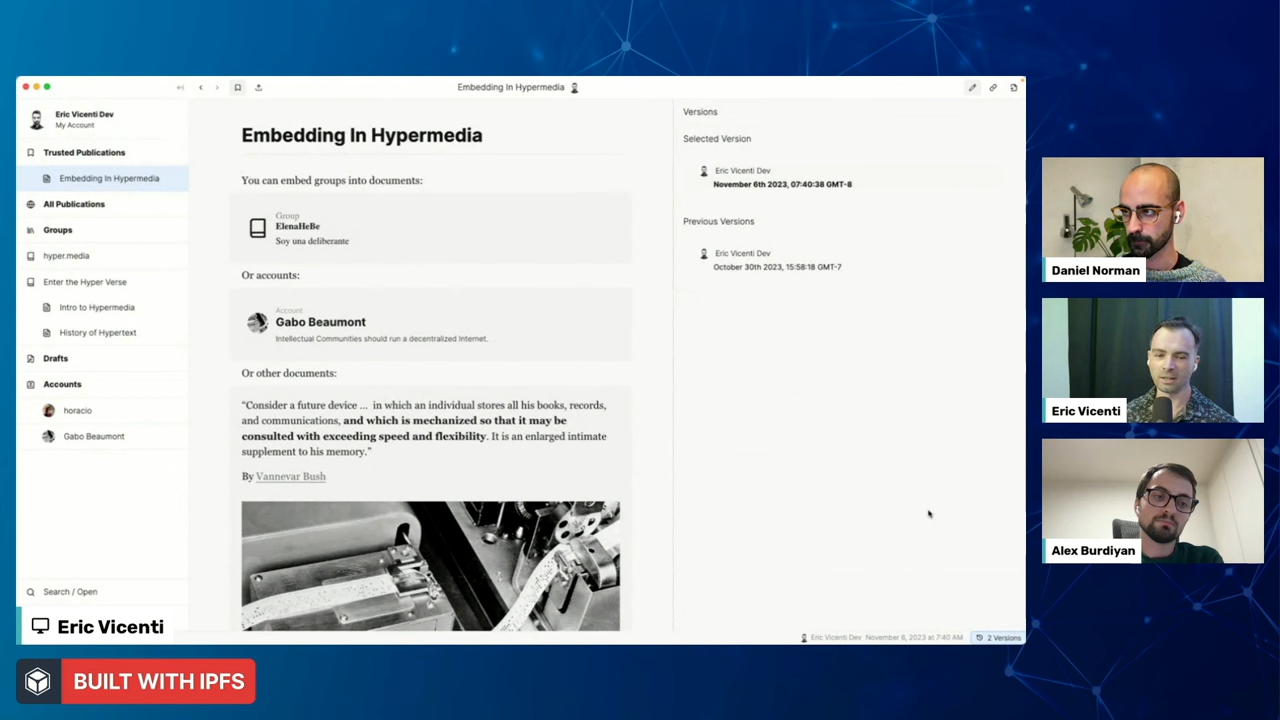 Embedding In Hypermedia
Eric Vicenti Dev
My Account
Trusted Publications
Embedding In Hypermedia
All Publications
Groups
hyper.media
Enter the Hyper Verse
Intro to Hypermedia
History of Hypertext
Drafts
Accounts
horacio
Gabo Beaumont
Search / Open
Embedding In Hypermedia
You can embed groups into documents:
Group
ElenaHeBe
Soy una deliberante
Or accounts:
Account
Gabo Beaumont
Intellectual Communities should run a decentralized Internet.
Or other documents:
“Consider a future device ... in which an individual stores all his books, records,
and communications, and which is mechanized so that it may be
consulted with exceeding speed and flexibility. It is an enlarged intimate
supplement to his memory.”
By Vannevar Bush
Versions
Selected Version
Eric Vicenti Dev
November 6th 2023, 07:40:38 GMT-8
Previous Versions
Eric Vicenti Dev
October 30th 2023, 15:58:18 GMT-7
Eric Vicenti Dev November 6, 2023 at 7:40 AM
2 Versions
Daniel Norman
Eric Vicenti
Alex Burdiyan
Eric Vicenti
BUILT WITH IPFS